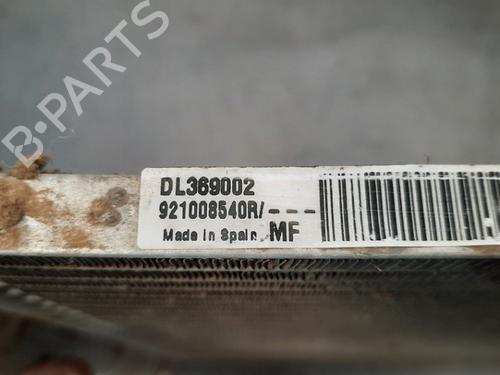 B-PARTS
DL369002
921008540R/---
Made in Spain MF